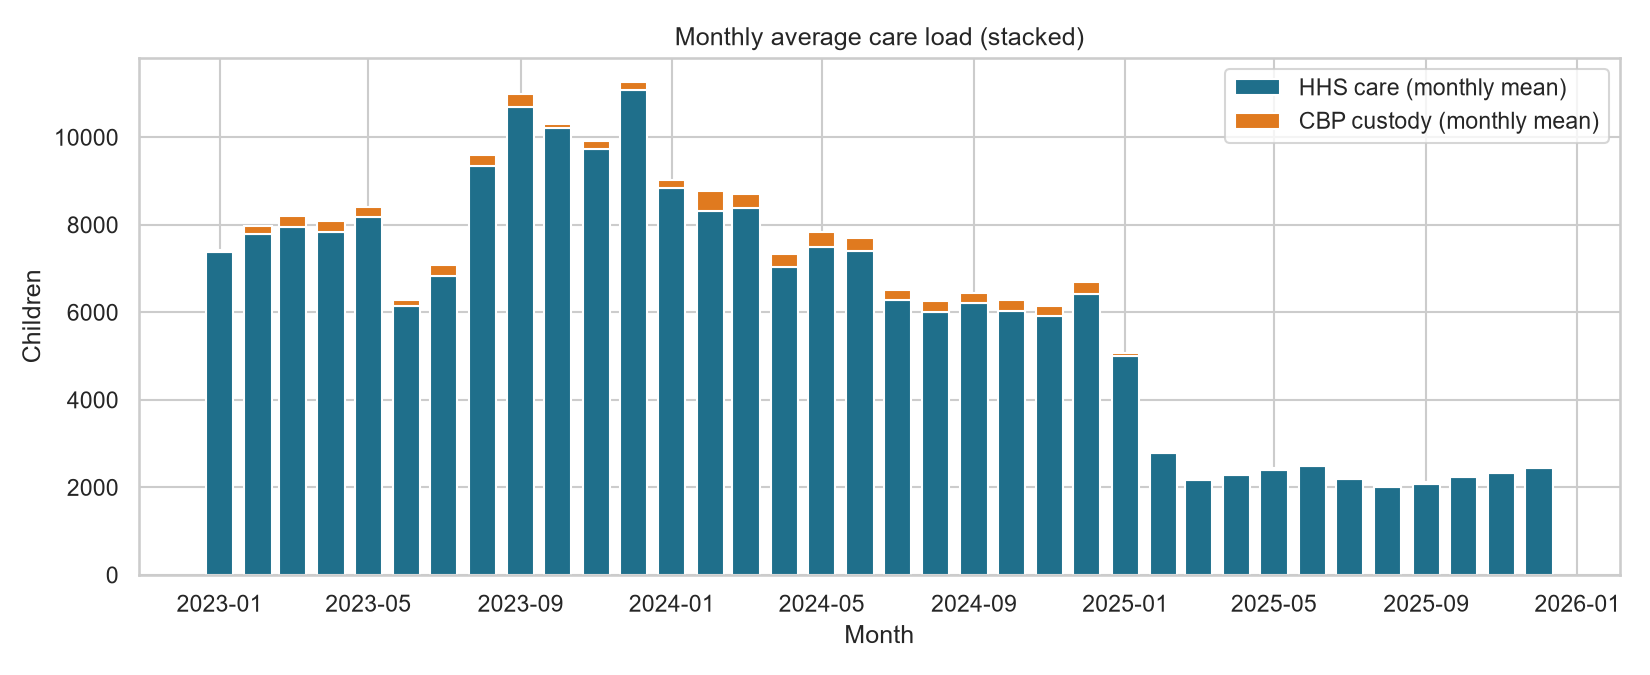 Monthly average care load (stacked)
HHS care (monthly mean)
CBP custody (monthly mean)
10000
8000
6000
4000
2000
0
Children
2023-01 2023-05 2023-09 2024-01 2024-05 2024-09 2025-01 2025-05 2025-09 2026-01
Month